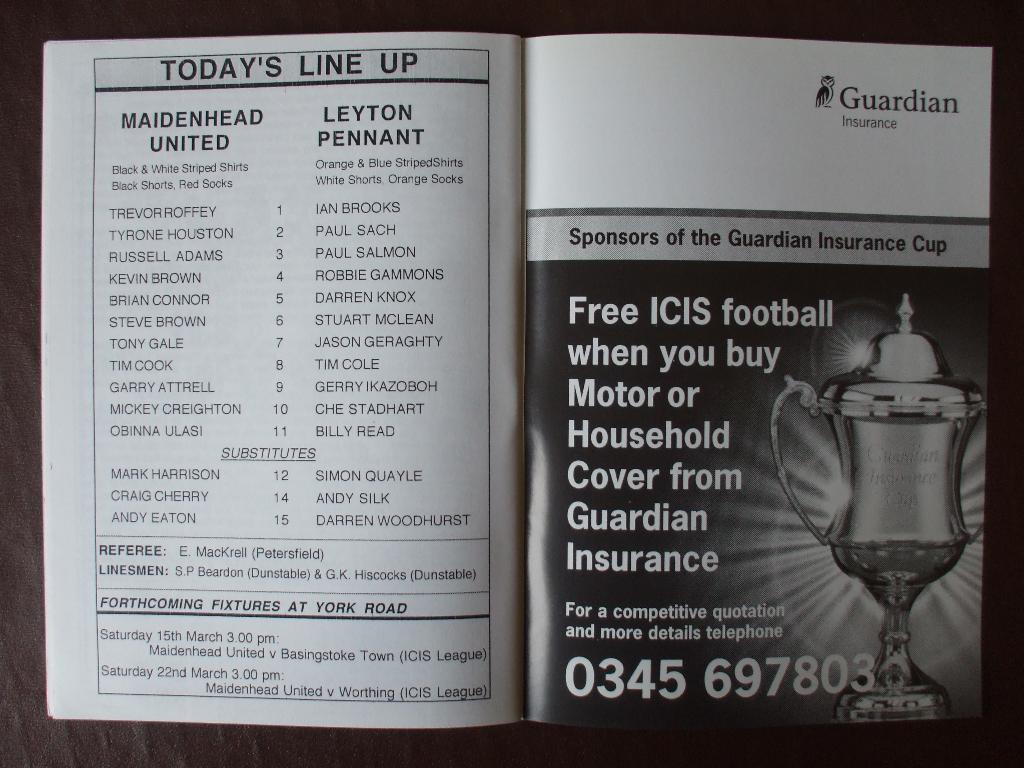 TODAY'S LINE UP
MAIDENHEAD UNITED
LEYTON PENNANT
Black & White Striped Shirts
Black Shorts, Red Socks
Orange & Blue StripedShirts
White Shorts, Orange Socks
TREVOR ROFFEY 1 IAN BROOKS
TYRONE HOUSTON 2 PAUL SACH
RUSSELL ADAMS 3 PAUL SALMON
KEVIN BROWN 4 ROBBIE GAMMONS
BRIAN CONNOR 5 DARREN KNOX
STEVE BROWN 6 STUART MCLEAN
TONY GALE 7 JASON GERAGHTY
TIM COOK 8 TIM COLE
GARRY ATTRELL 9 GERRY IKAZOBOH
MICKEY CREIGHTON 10 CHE STADHART
OBINNA ULASI 11 BILLY READ
SUBSTITUTES
MARK HARRISON 12 SIMON QUAYLE
CRAIG CHERRY 14 ANDY SILK
ANDY EATON 15 DARREN WOODHURST
REFEREE: E. MacKrell (Petersfield)
LINESMEN: S.P Beardon (Dunstable) & G.K. Hiscocks (Dunstable)
FORTHCOMING FIXTURES AT YORK ROAD
Saturday 15th March 3.00 pm:
Maidenhead United v Basingstoke Town (ICIS League)
Saturday 22nd March 3.00 pm:
Maidenhead United v Worthing (ICIS League)
Guardian
Insurance
Sponsors of the Guardian Insurance Cup
Free ICIS football
when you buy
Motor or
Household
Cover from
Guardian
Insurance
Guardian
Insurance
Cup
For a competitive quotation
and more details telephone
0345 697803